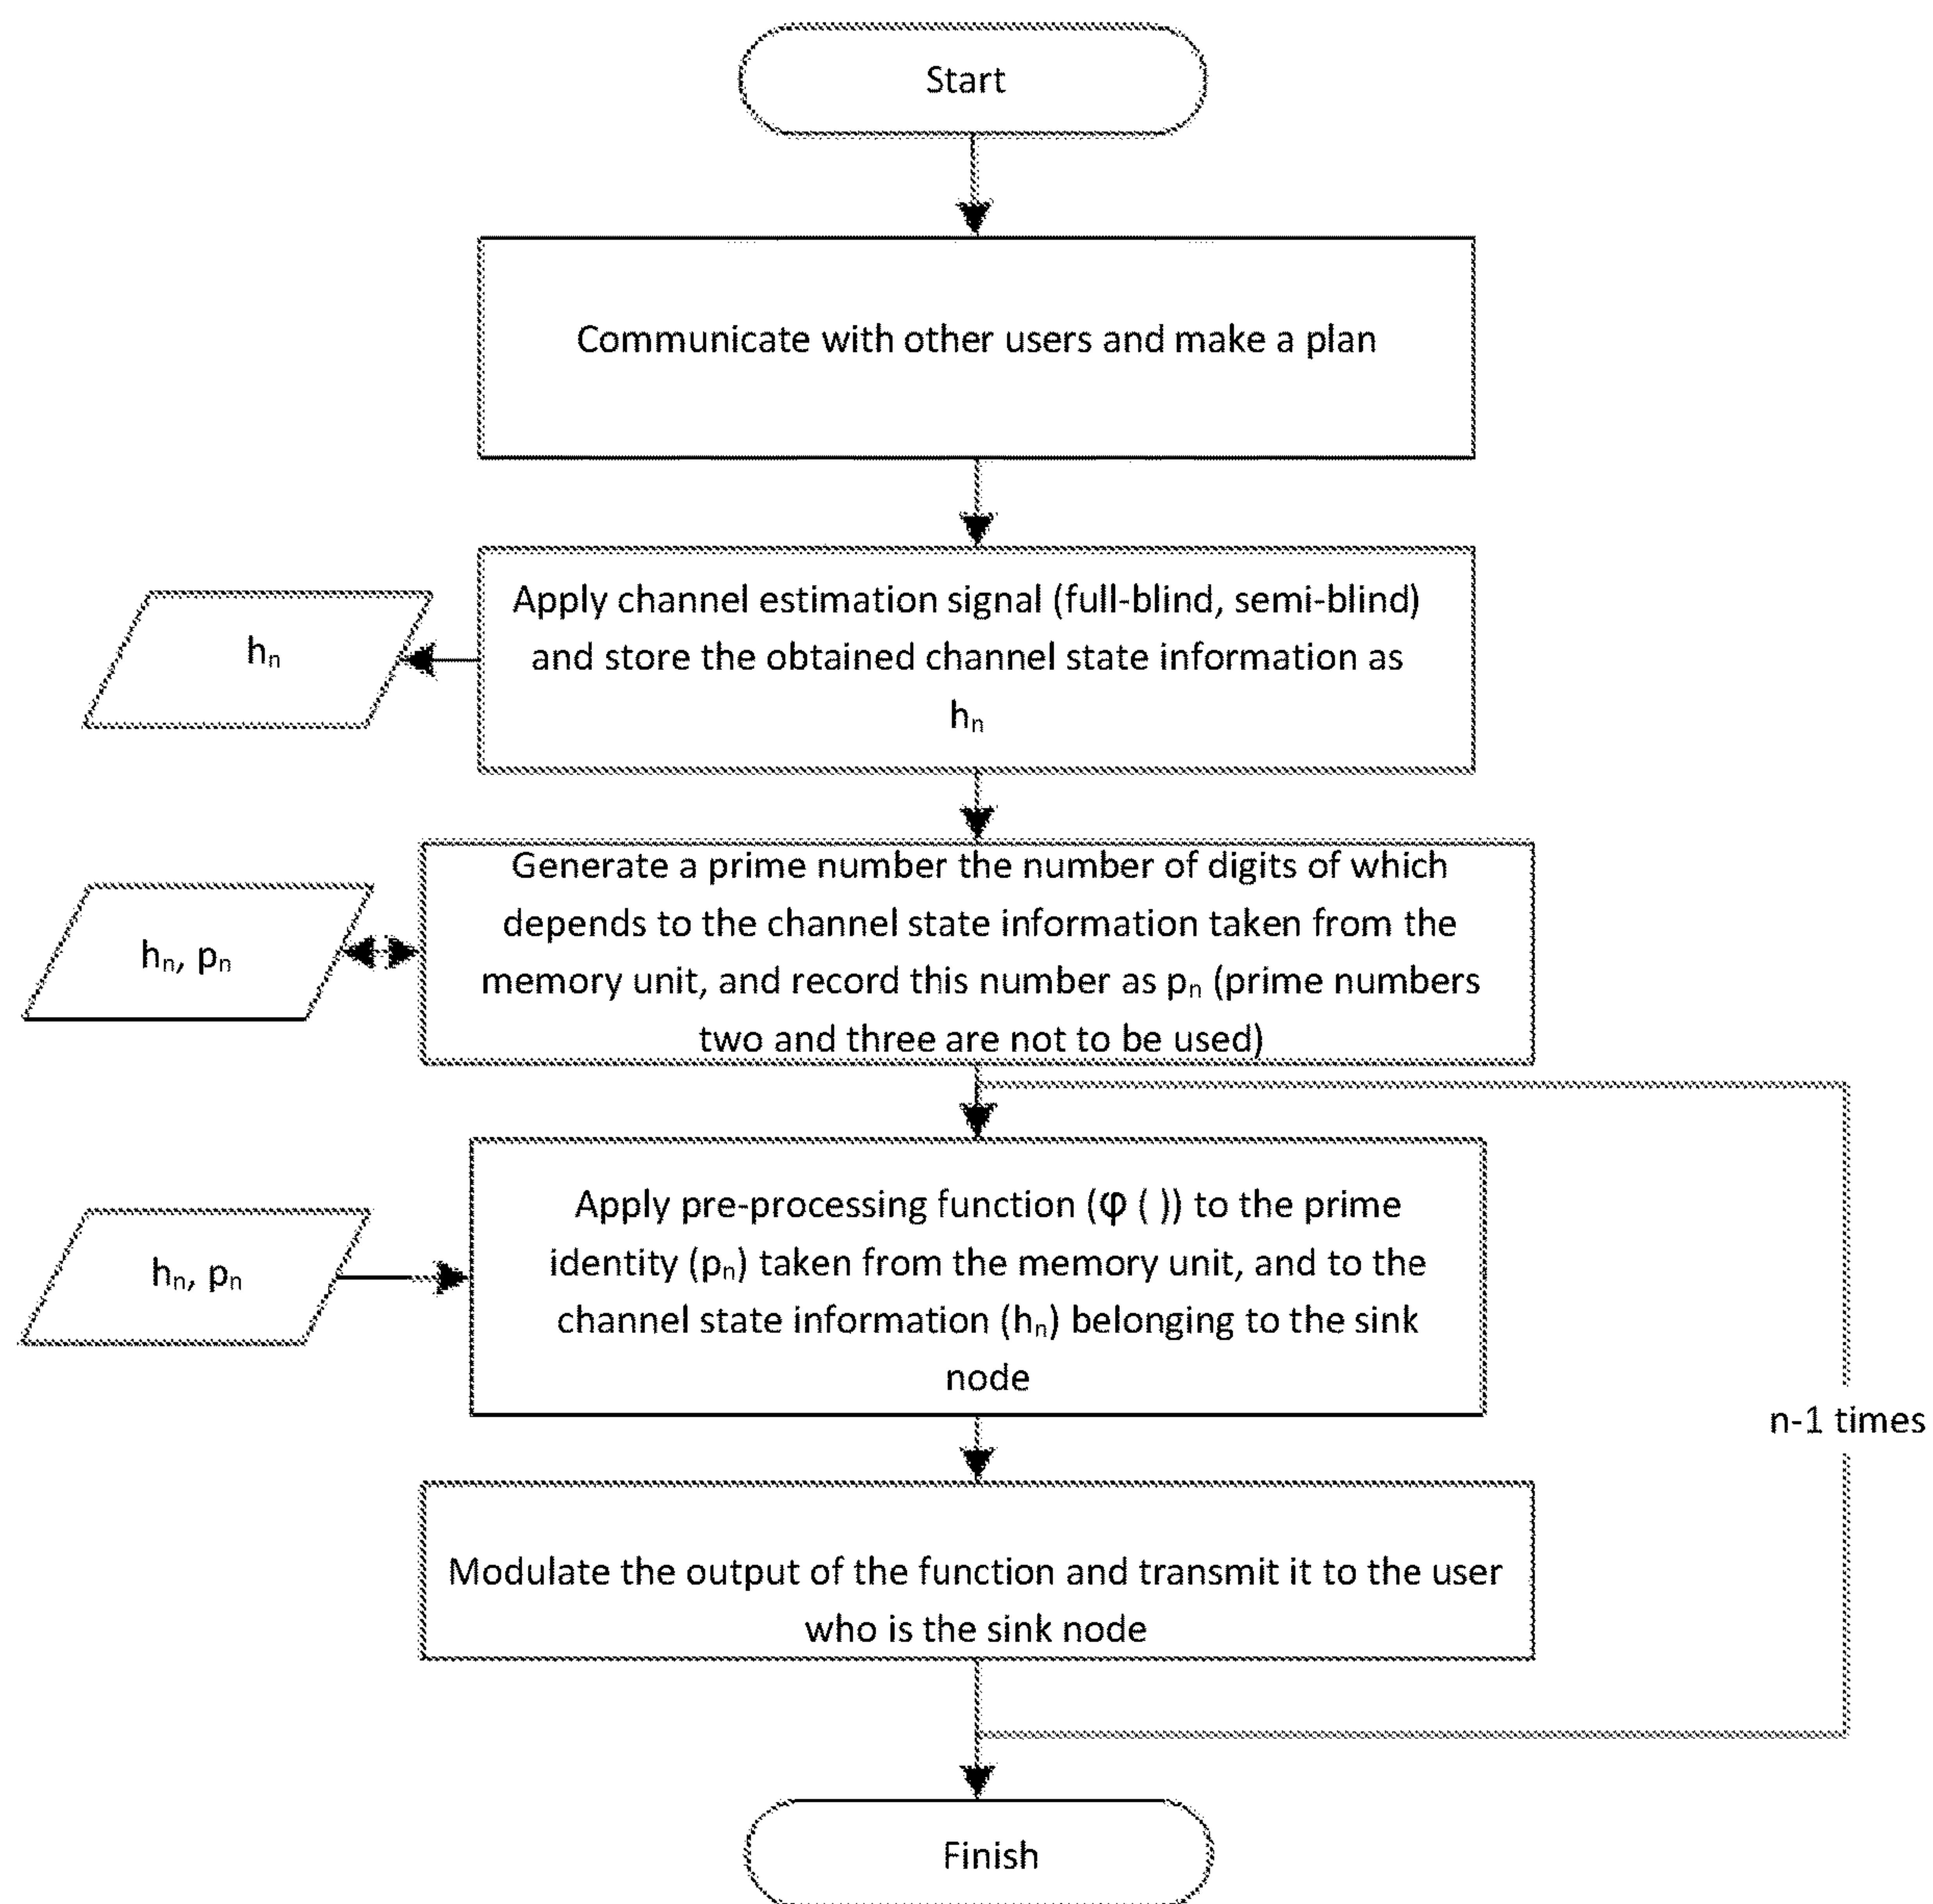 Start
Communicate with other users and make a plan
Apply channel estimation signal (full-blind, semi-blind)
and store the obtained channel state information as
hₙ
hₙ
Generate a prime number the number of digits of which
depends to the channel state information taken from the
memory unit, and record this number as pₙ (prime numbers
two and three are not to be used)
hₙ, pₙ
Apply pre-processing function (φ ( )) to the prime
identity (pₙ) taken from the memory unit, and to the
channel state information (hₙ) belonging to the sink
node
hₙ, pₙ
n-1 times
Modulate the output of the function and transmit it to the user
who is the sink node
Finish